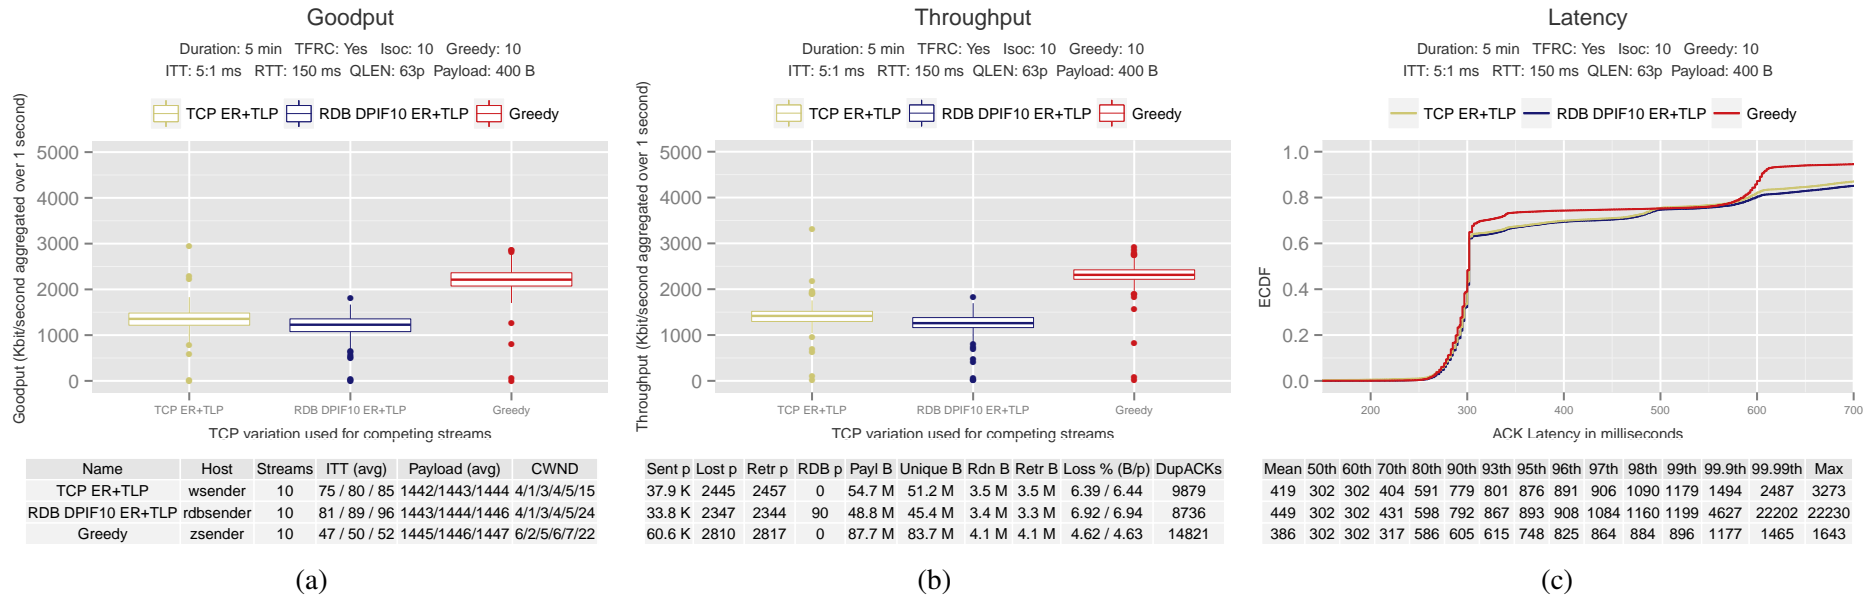 Goodput
Duration: 5 min TFRC: Yes Isoc: 10 Greedy: 10
ITT: 5:1 ms RTT: 150 ms QLEN: 63p Payload: 400 B
TCP ER+TLP RDB DPIF10 ER+TLP Greedy
Goodput (Kbit/second aggregated over 1 second)
5000
4000
3000
2000
1000
0
TCP ER+TLP RDB DPIF10 ER+TLP Greedy
TCP variation used for competing streams
Name Host Streams ITT (avg) Payload (avg) CWND
TCP ER+TLP wsender 10 75 / 80 / 85 1442/1443/1444 4/1/3/4/5/15
RDB DPIF10 ER+TLP rdbsender 10 81 / 89 / 96 1443/1444/1446 4/1/3/4/5/24
Greedy zsender 10 47 / 50 / 52 1445/1446/1447 6/2/5/6/7/22
(a)
Throughput
Duration: 5 min TFRC: Yes Isoc: 10 Greedy: 10
ITT: 5:1 ms RTT: 150 ms QLEN: 63p Payload: 400 B
TCP ER+TLP RDB DPIF10 ER+TLP Greedy
Throughput (Kbit/second aggregated over 1 second)
5000
4000
3000
2000
1000
0
TCP ER+TLP RDB DPIF10 ER+TLP Greedy
TCP variation used for competing streams
Sent p Lost p Retr p RDB p Payl B Unique B Rdn B Retr B Loss % (B/p) DupACKs
37.9 K 2445 2457 0 54.7 M 51.2 M 3.5 M 3.5 M 6.39 / 6.44 9879
33.8 K 2347 2344 90 48.8 M 45.4 M 3.4 M 3.3 M 6.92 / 6.94 8736
60.6 K 2810 2817 0 87.7 M 83.7 M 4.1 M 4.1 M 4.62 / 4.63 14821
(b)
Latency
Duration: 5 min TFRC: Yes Isoc: 10 Greedy: 10
ITT: 5:1 ms RTT: 150 ms QLEN: 63p Payload: 400 B
TCP ER+TLP RDB DPIF10 ER+TLP Greedy
ECDF
1.0
0.8
0.6
0.4
0.2
0.0
200 300 400 500 600 700
ACK Latency in milliseconds
Mean 50th 60th 70th 80th 90th 93th 95th 96th 97th 98th 99th 99.9th 99.99th Max
419 302 302 404 591 779 801 876 891 906 1090 1179 1494 2487 3273
449 302 302 431 598 792 867 893 908 1084 1160 1199 4627 22202 22230
386 302 302 317 586 605 615 748 825 864 884 896 1177 1465 1643
(c)